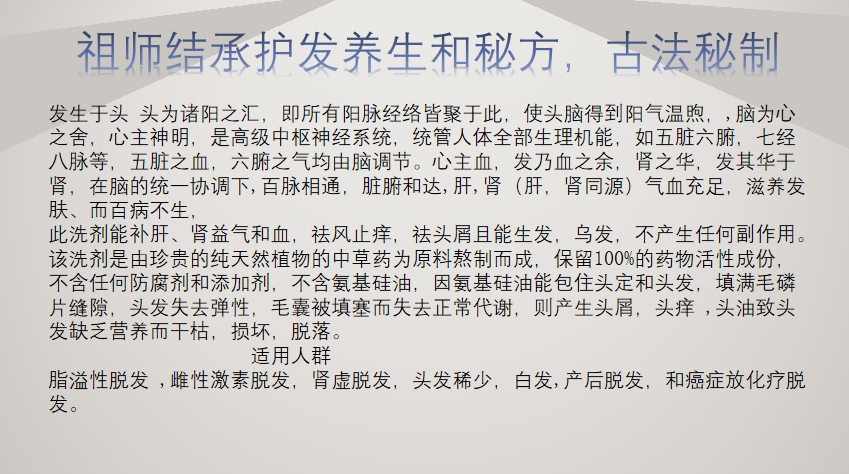 祖师结承护发养生和秘方，古法秘制
发生于头 头为诸阳之汇，即所有阳脉经络皆聚于此，使头脑得到阳气温煦，，脑为心
之舍，心主神明，是高级中枢神经系统，统管人体全部生理机能，如五脏六腑，七经
八脉等，五脏之血，六腑之气均由脑调节。心主血，发乃血之余，肾之华，发其华于
肾，在脑的统一协调下，百脉相通，脏腑和达，肝，肾（肝，肾同源）气血充足，滋养发
肤、而百病不生，
此洗剂能补肝、肾益气和血，祛风止痒，祛头屑且能生发，乌发，不产生任何副作用。
该洗剂是由珍贵的纯天然植物的中草药为原料熬制而成，保留100%的药物活性成份，
不含任何防腐剂和添加剂，不含氨基硅油，因氨基硅油能包住头定和头发，填满毛磷
片缝隙，头发失去弹性，毛囊被填塞而失去正常代谢，则产生头屑，头痒 ，头油致头
发缺乏营养而干枯，损坏，脱落。
适用人群
脂溢性脱发 ，雌性激素脱发，肾虚脱发，头发稀少，白发，产后脱发，和癌症放化疗脱
发。